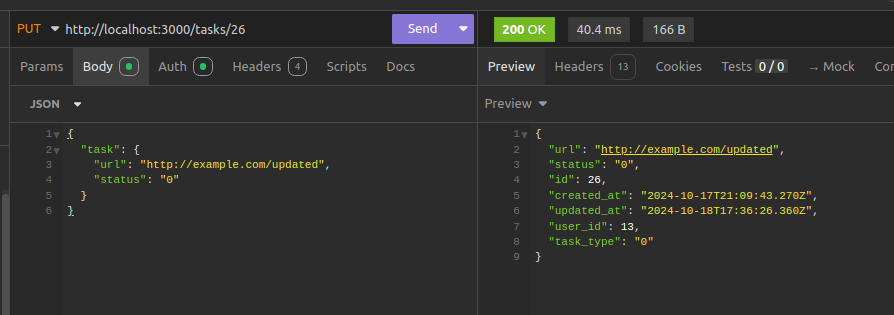 PUT http://localhost:3000/tasks/26 Send 200 OK 40.4 ms 166 B
Params Body Auth Headers 4 Scripts Docs Preview Headers 13 Cookies Tests 0 / 0 → Mock Con
JSON Preview
1 {
2 "task": {
3 "url": "http://example.com/updated",
4 "status": "0"
5 }
6 }
1 {
2 "url": "http://example.com/updated",
3 "status": "0",
4 "id": 26,
5 "created_at": "2024-10-17T21:09:43.270Z",
6 "updated_at": "2024-10-18T17:36:26.360Z",
7 "user_id": 13,
8 "task_type": "0"
9 }